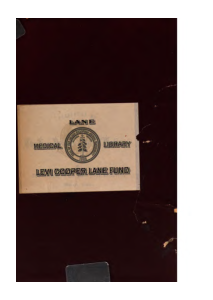 LANE
MEDICAL LIBRARY
LEVI COOPER LANE FUND